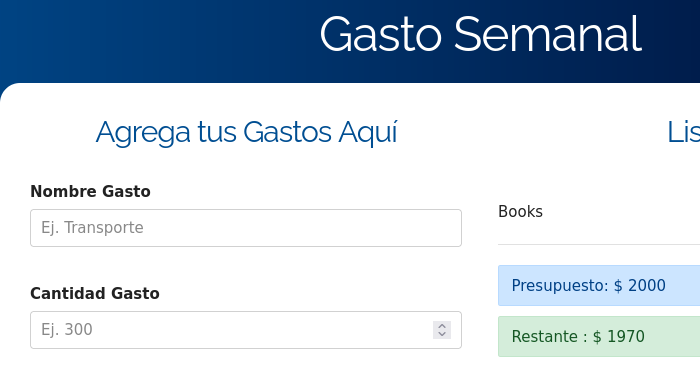 Gasto Semanal
Agrega tus Gastos Aquí
Nombre Gasto
Ej. Transporte
Cantidad Gasto
Ej. 300
Lis
Books
Presupuesto: $ 2000
Restante : $ 1970